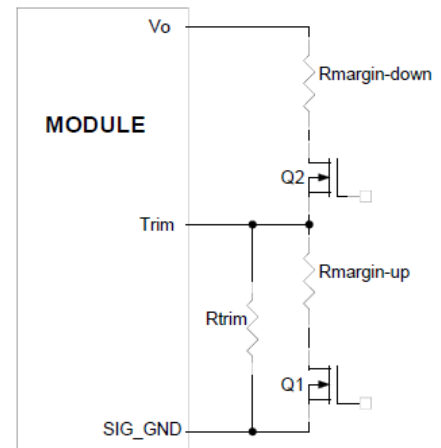 Vo
Rmargin-down
MODULE
Q2
Trim
Rmargin-up
Rtrim
Q1
SIG_GND